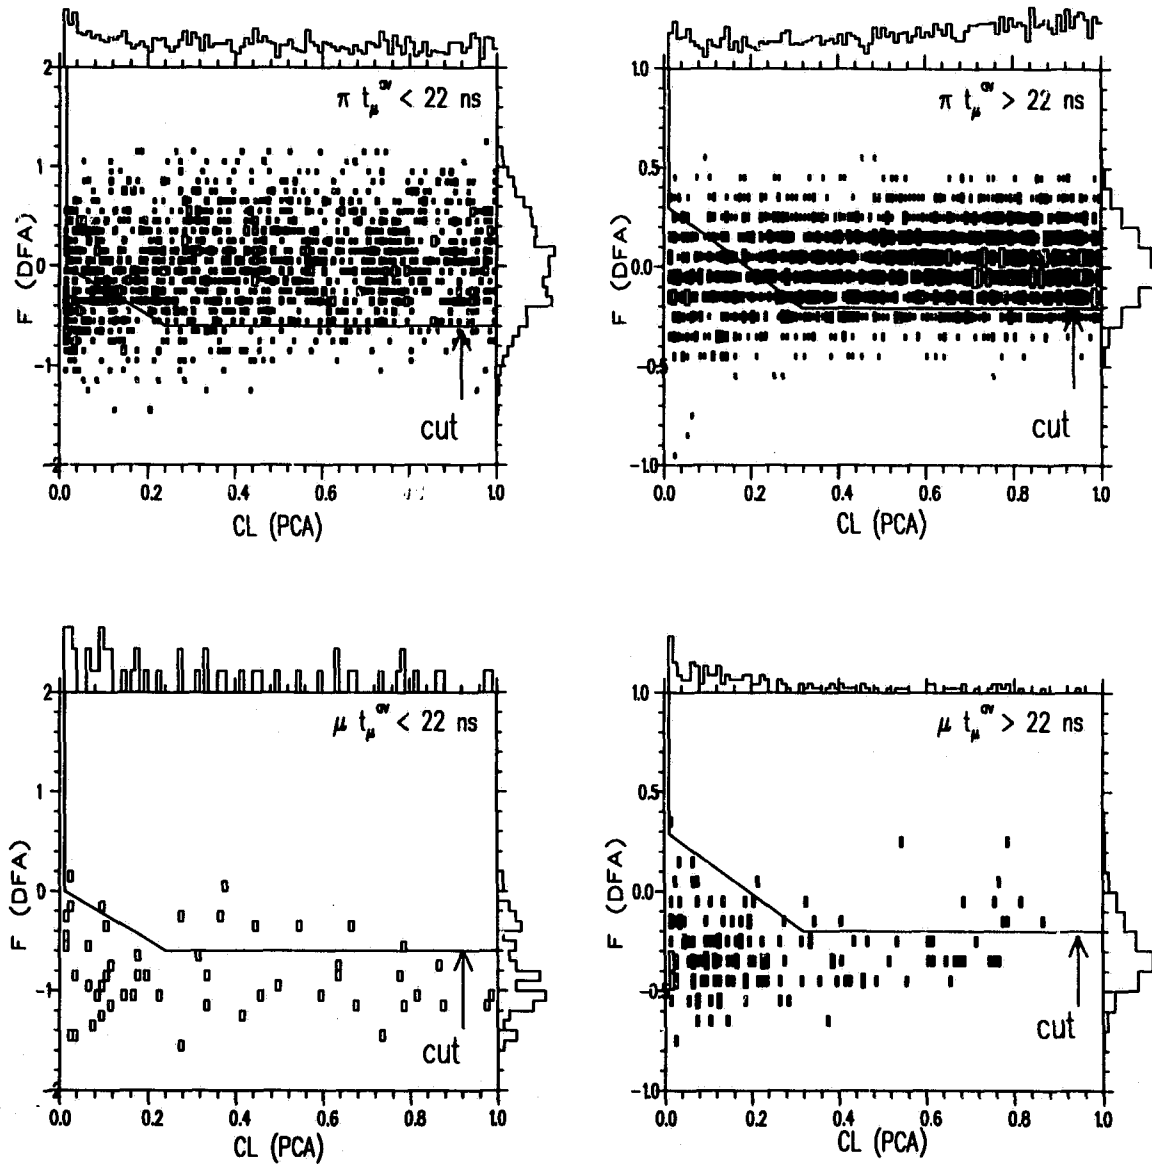 π t_μ^av < 22 ns
2
1
0
-1
-2
F (DFA)
cut
0.0 0.2 0.4 0.6 0.8 1.0
CL (PCA)
π t_μ^av > 22 ns
1.0
0.5
0.0
-0.5
-1.0
F (DFA)
cut
0.0 0.2 0.4 0.6 0.8 1.0
CL (PCA)
μ t_μ^av < 22 ns
2
1
0
-1
-2
F (DFA)
cut
0.0 0.2 0.4 0.6 0.8 1.0
CL (PCA)
μ t_μ^av > 22 ns
1.0
0.5
0.0
-0.5
-1.0
F (DFA)
cut
0.0 0.2 0.4 0.6 0.8 1.0
CL (PCA)